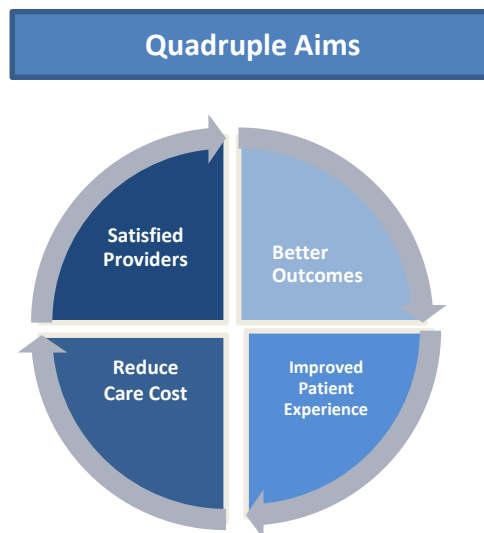 Quadruple Aims
Satisfied
Providers
Better
Outcomes
Reduce
Care Cost
Improved
Patient
Experience